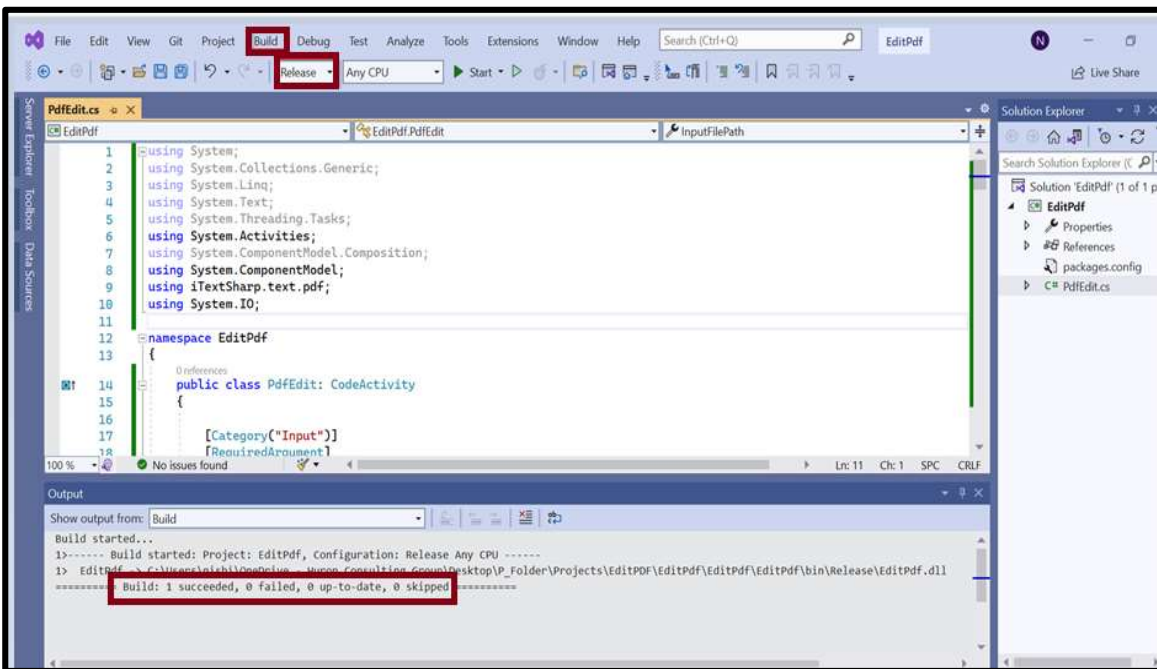 File Edit View Git Project Build Debug Test Analyze Tools Extensions Window Help Search (Ctrl+Q) EditPdf N
Release Any CPU Start Live Share
Server Explorer
Toolbox
Data Sources
PdfEdit.cs
EditPdf EditPdf.PdfEdit InputFilePath
1 using System;
2 using System.Collections.Generic;
3 using System.Linq;
4 using System.Text;
5 using System.Threading.Tasks;
6 using System.Activities;
7 using System.ComponentModel.Composition;
8 using System.ComponentModel;
9 using iTextSharp.text.pdf;
10 using System.IO;
11
12 namespace EditPdf
13 {
0 references
14 public class PdfEdit: CodeActivity
15 {
16
17 [Category("Input")]
18 [RequiredArgument]
100 % No issues found Ln: 11 Ch: 1 SPC CRLF
Output
Show output from: Build
Build started...
1>------ Build started: Project: EditPdf, Configuration: Release Any CPU ------
1> EditPdf -> C:\Users\nishi\OneDrive - Huron Consulting Group\Desktop\P_Folder\Projects\EditPDF\EditPdf\EditPdf\EditPdf\bin\Release\EditPdf.dll
========== Build: 1 succeeded, 0 failed, 0 up-to-date, 0 skipped ==========
Solution Explorer
Search Solution Explorer (C
Solution 'EditPdf' (1 of 1 p
C# EditPdf
Properties
References
packages.config
C# PdfEdit.cs